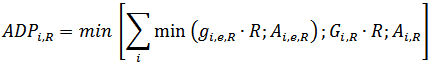 ADP_{i,R} = min [ ∑_i min (g_{i,e,R} · R; A_{i,e,R}) ; G_{i,R} · R; A_{i,R} ]